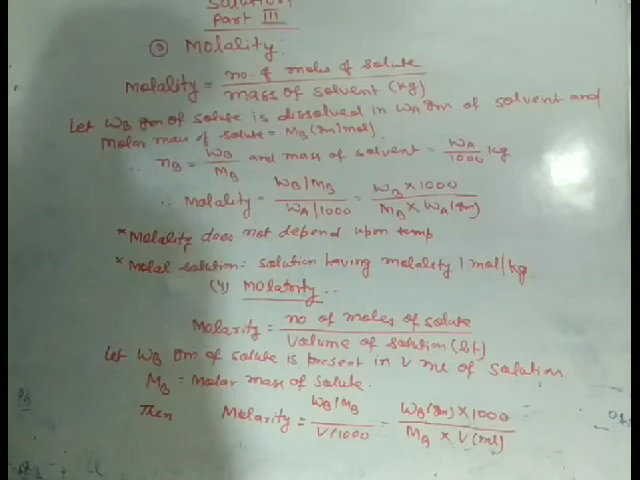 Solution
Part III
③ Molality.
Molality = no of moles of solute / mass of solvent (kg)
Let WB gm of solute is dissolved in WA gm of solvent and
Molar mass of solute = MB (gm/mol).
∴ nB = WB/MB and mass of solvent = WA/1000 kg
∴ Molality = WB/MB / WA/1000 = WB × 1000 / MB × WA (gm)
* Molality does not depend upon temp.
* Molal solution: solution having molality 1 mol/kg.
(4) Molarity..
Molarity = no of moles of solute / Volume of solution (lit)
Let WB gm of solute is present in V ml of solution
MB = Molar mass of solute.
Then Molarity = WB/MB / V/1000 = WB (gm) × 1000 / MB × V (ml)